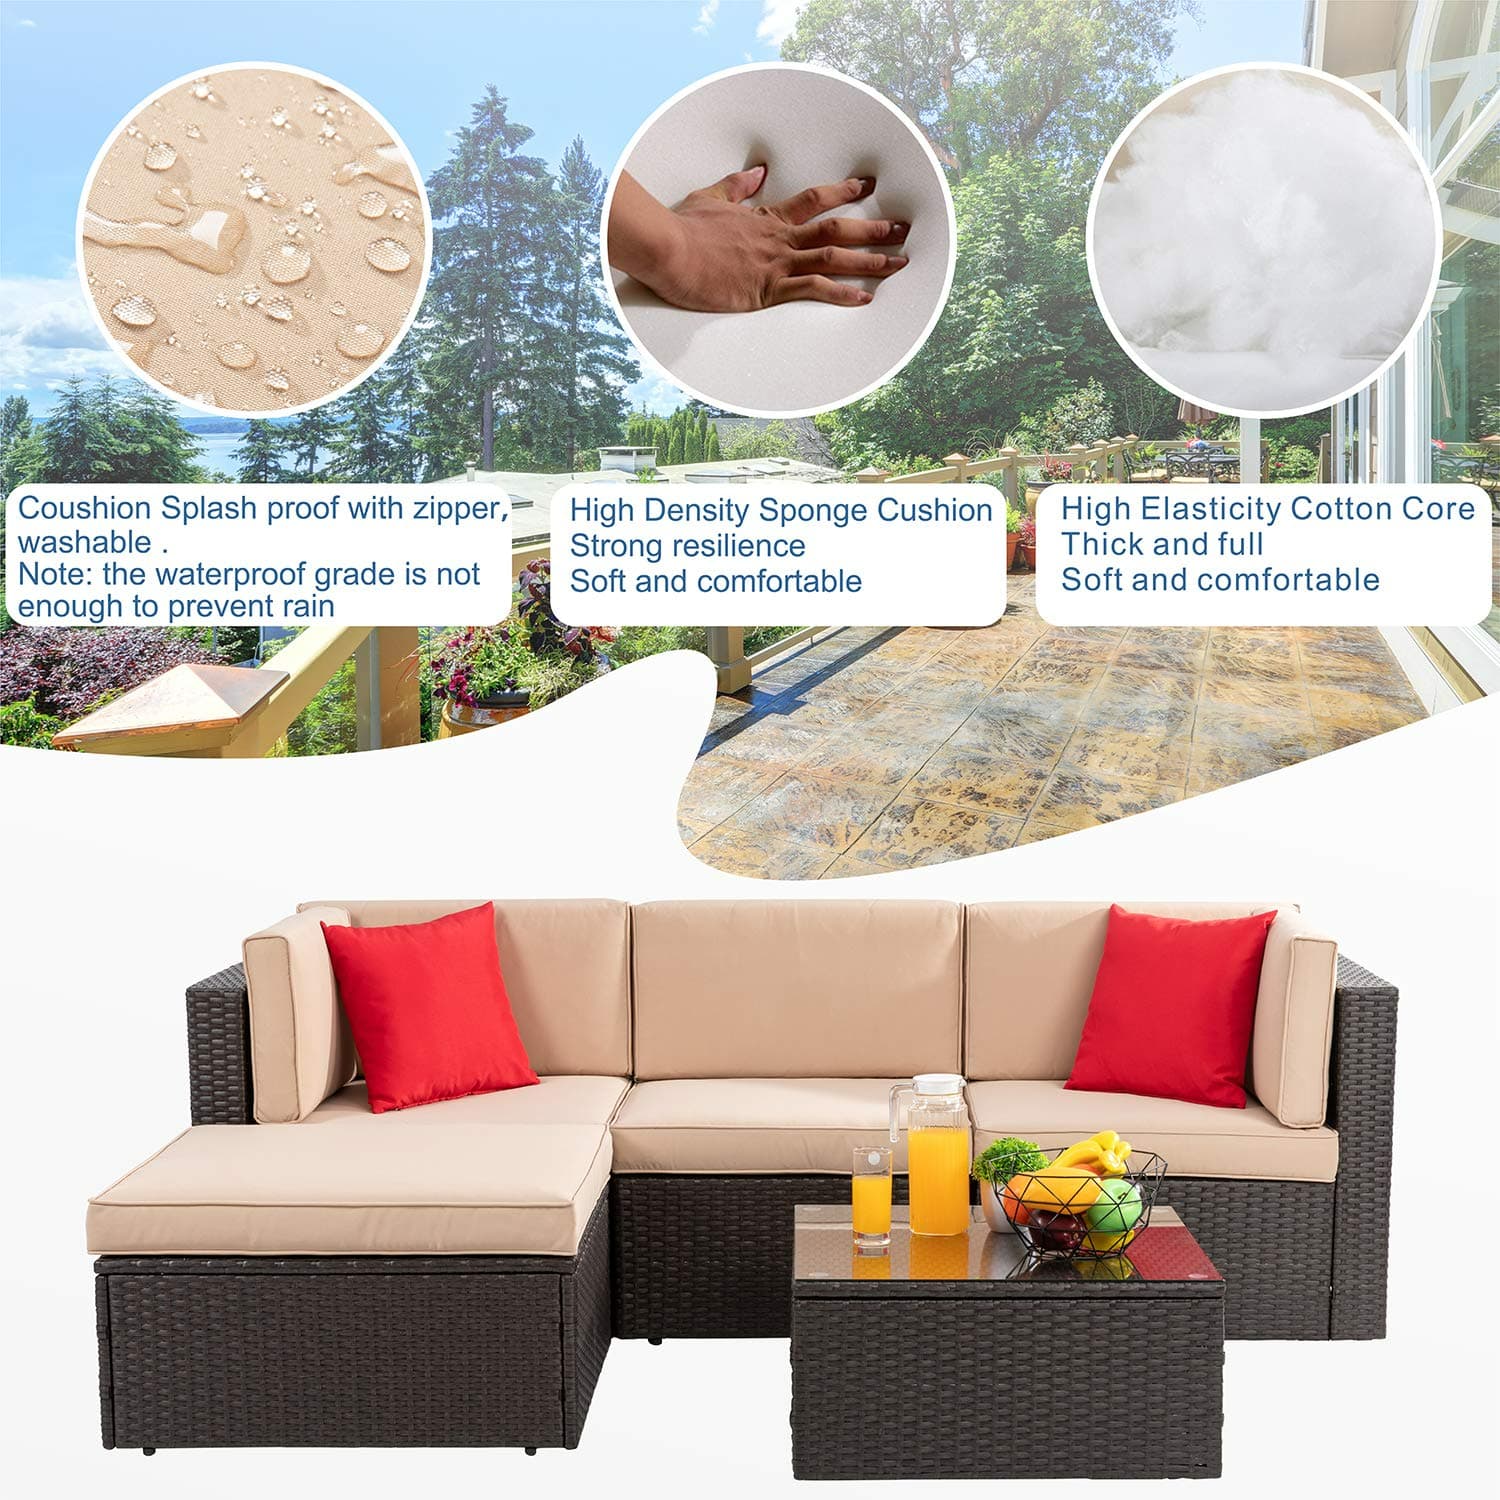 Coushion Splash proof with zipper,
washable .
Note: the waterproof grade is not
enough to prevent rain
High Density Sponge Cushion
Strong resilience
Soft and comfortable
High Elasticity Cotton Core
Thick and full
Soft and comfortable